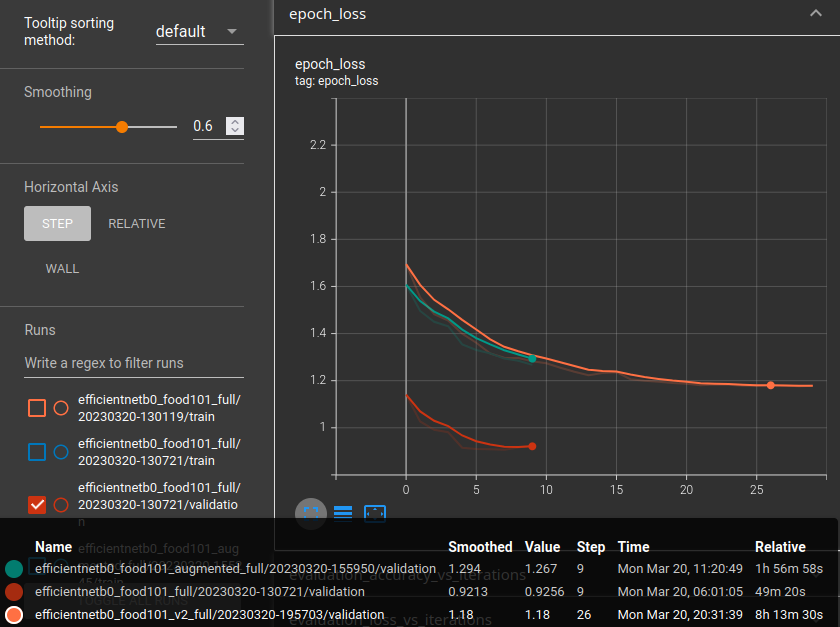 Tooltip sorting
method:
default
Smoothing
0.6
Horizontal Axis
STEP
RELATIVE
WALL
Runs
Write a regex to filter runs
efficientnetb0_food101_full/
20230320-130119/train
efficientnetb0_food101_full/
20230320-130721/train
efficientnetb0_food101_full/
20230320-130721/validatio
n
efficientnetb0_food101_aug
epoch_loss
epoch_loss
tag: epoch_loss
2.2
2
1.8
1.6
1.4
1.2
1
0 5 10 15 20 25
evaluation_accuracy_vs_iterations
evaluation_loss_vs_iterations
Name Smoothed Value Step Time Relative
efficientnetb0_food101_augmented_full/20230320-155950/validation 1.294 1.267 9 Mon Mar 20, 11:20:49 1h 56m 58s
efficientnetb0_food101_full/20230320-130721/validation 0.9213 0.9256 9 Mon Mar 20, 06:01:05 49m 20s
efficientnetb0_food101_v2_full/20230320-195703/validation 1.18 1.18 26 Mon Mar 20, 20:31:39 8h 13m 30s